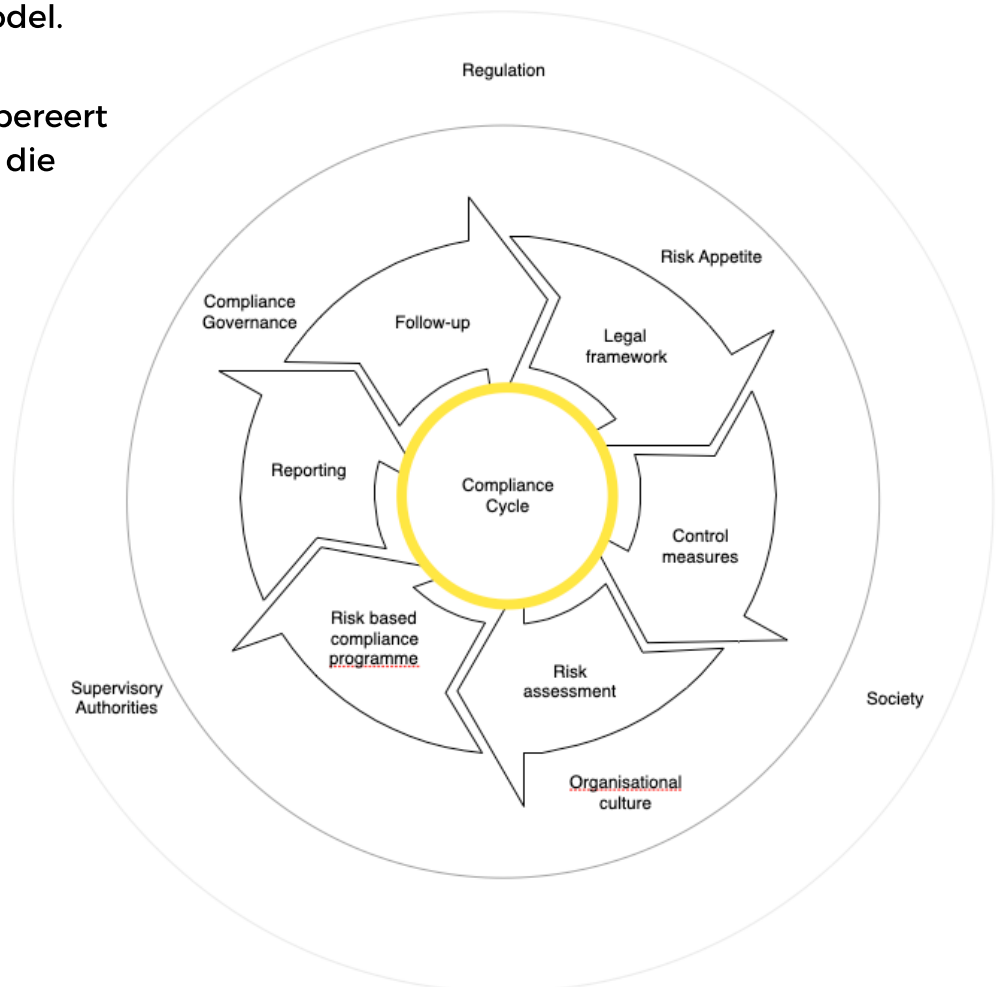 odel.
pereert
die
Regulation
Risk Appetite
Compliance
Governance
Follow-up
Legal
framework
Reporting
Compliance
Cycle
Control
measures
Risk based
compliance
programme
Risk
assessment
Supervisory
Authorities
Society
Organisational
culture